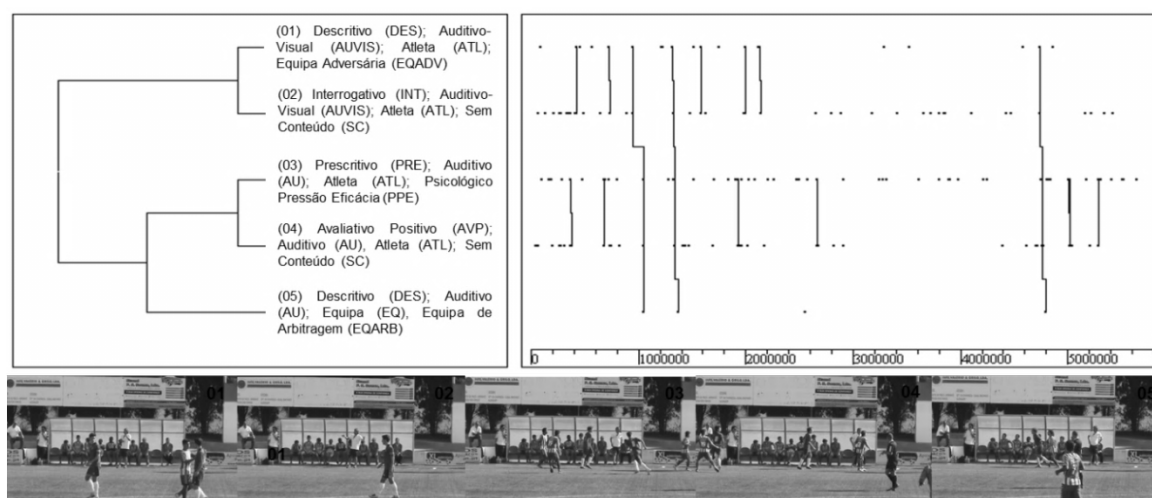 (01) Descritivo (DES); Auditivo-
Visual (AUVIS); Atleta (ATL);
Equipa Adversária (EQADV)
(02) Interrogativo (INT); Auditivo-
Visual (AUVIS); Atleta (ATL); Sem
Conteúdo (SC)
(03) Prescritivo (PRE); Auditivo
(AU); Atleta (ATL); Psicológico
Pressão Eficácia (PPE)
(04) Avaliativo Positivo (AVP);
Auditivo (AU), Atleta (ATL); Sem
Conteúdo (SC)
(05) Descritivo (DES); Auditivo
(AU); Equipa (EQ), Equipa de
Arbitragem (EQARB)
0 1000000 2000000 3000000 4000000 5000000
01 02 03 04 05
01